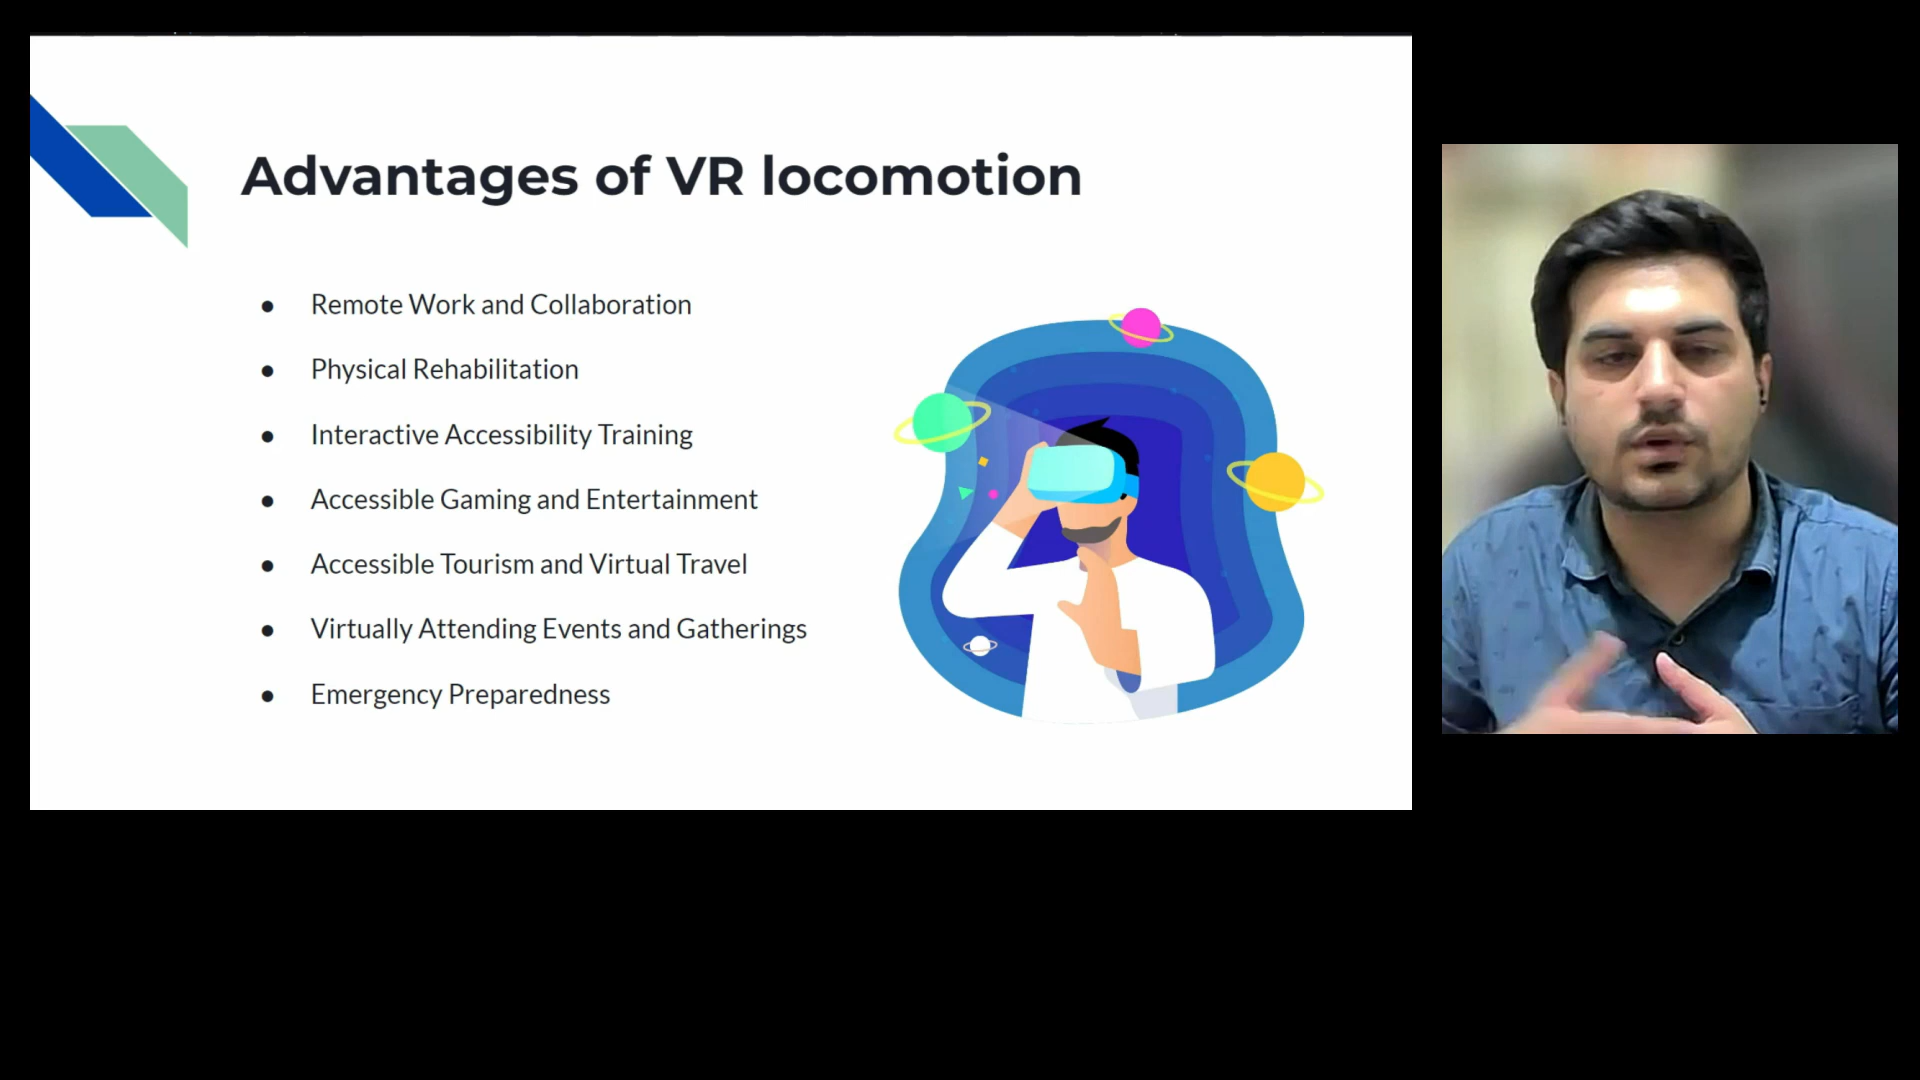 Advantages of VR locomotion
● Remote Work and Collaboration
● Physical Rehabilitation
● Interactive Accessibility Training
● Accessible Gaming and Entertainment
● Accessible Tourism and Virtual Travel
● Virtually Attending Events and Gatherings
● Emergency Preparedness